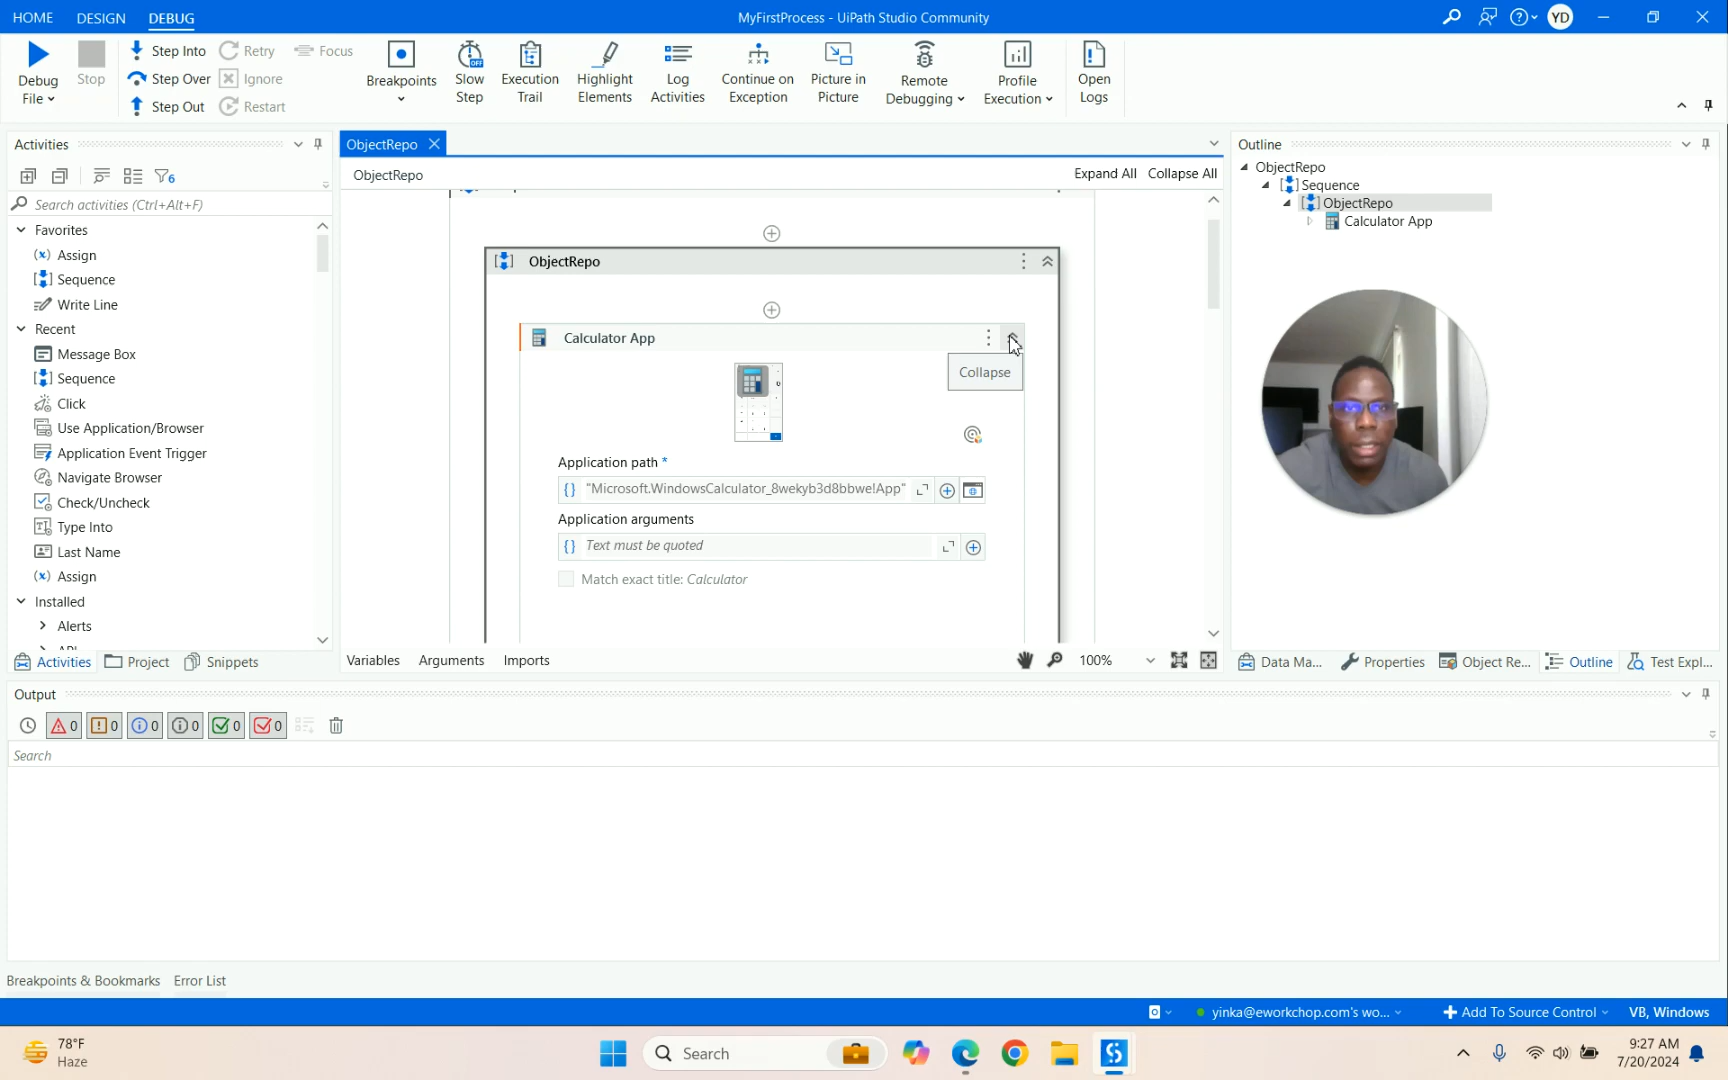 HOME DESIGN DEBUG MyFirstProcess - UiPath Studio Community YD
Debug File
Stop
Step Into
Step Over
Step Out
Retry
Ignore
Restart
Focus
Breakpoints
Slow Step
Execution Trail
Highlight Elements
Log Activities
Continue on Exception
Picture in Picture
Remote Debugging
Profile Execution
Open Logs
Activities
Search activities (Ctrl+Alt+F)
Favorites
Assign
Sequence
Write Line
Recent
Message Box
Sequence
Click
Use Application/Browser
Application Event Trigger
Navigate Browser
Check/Uncheck
Type Into
Last Name
Assign
Installed
Alerts
Activities Project Snippets
ObjectRepo
ObjectRepo Expand All Collapse All
ObjectRepo
Calculator App
Collapse
Application path *
"Microsoft.WindowsCalculator_8wekyb3d8bbwe!App"
Application arguments
Text must be quoted
Match exact title: Calculator
Variables Arguments Imports 100%
Outline
ObjectRepo
Sequence
ObjectRepo
Calculator App
Data Ma... Properties Object Re... Outline Test Expl...
Output
0 0 0 0 0 0
Search
Breakpoints & Bookmarks Error List
yinka@eworkchop.com's wo... Add To Source Control VB, Windows
78°F
Haze
Search
9:27 AM
7/20/2024